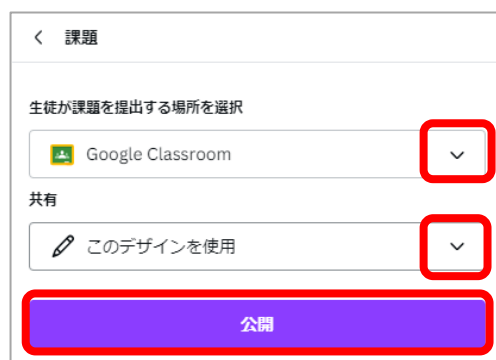 課題
生徒が課題を提出する場所を選択
Google Classroom
共有
このデザインを使用
公開